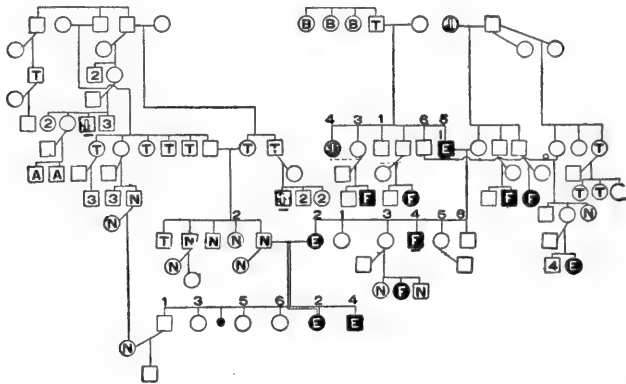 B B B T
T 2
2 3 4 3 1 6 5
T T T T T T E T
A A
3 3 N 2 2 F F F F T T
N N
2 2 1 3 4 5 6
T N N N N E F
N N 4 E
N F N
1 3 5 6 2 4
E E
N